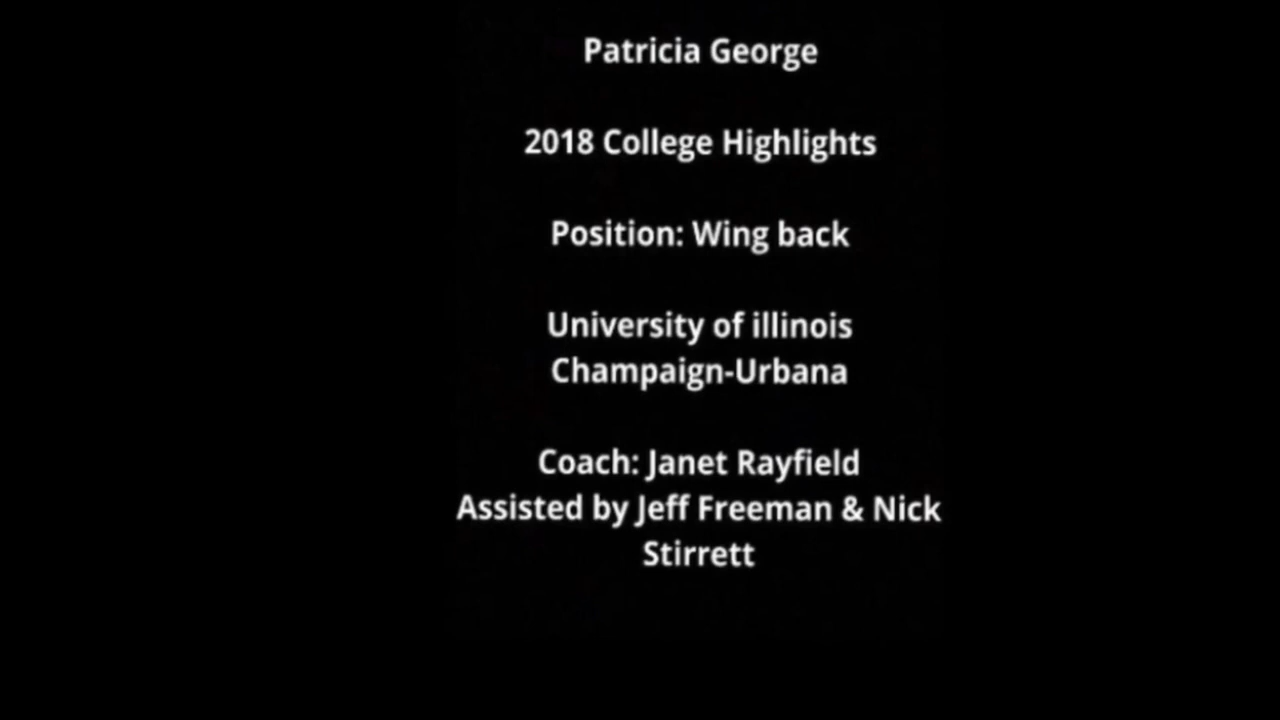 Patricia George
2018 College Highlights
Position: Wing back
University of illinois
Champaign-Urbana
Coach: Janet Rayfield
Assisted by Jeff Freeman & Nick
Stirrett